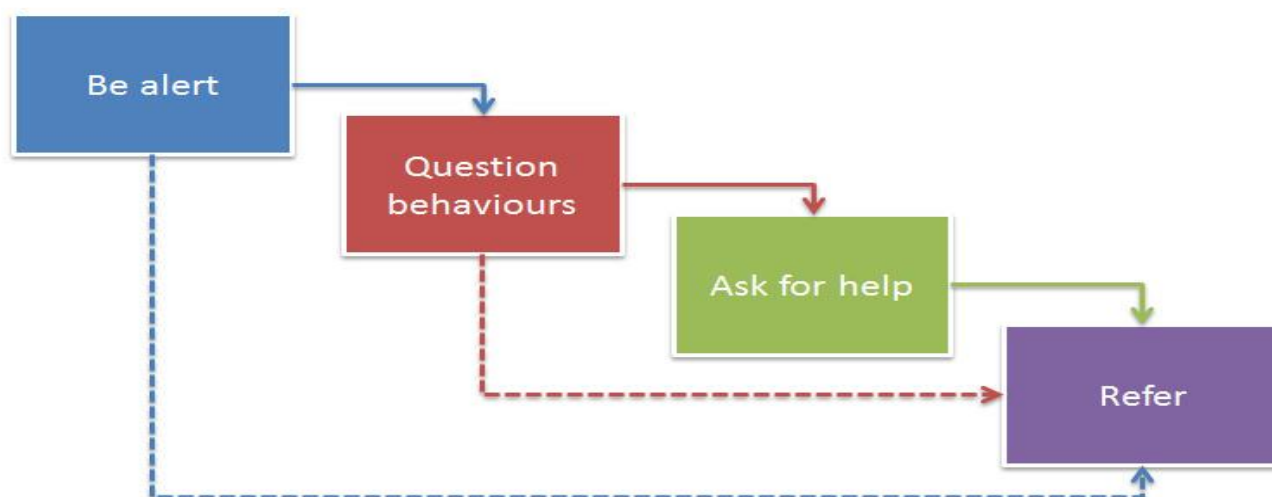 Be alert
Question
behaviours
Ask for help
Refer